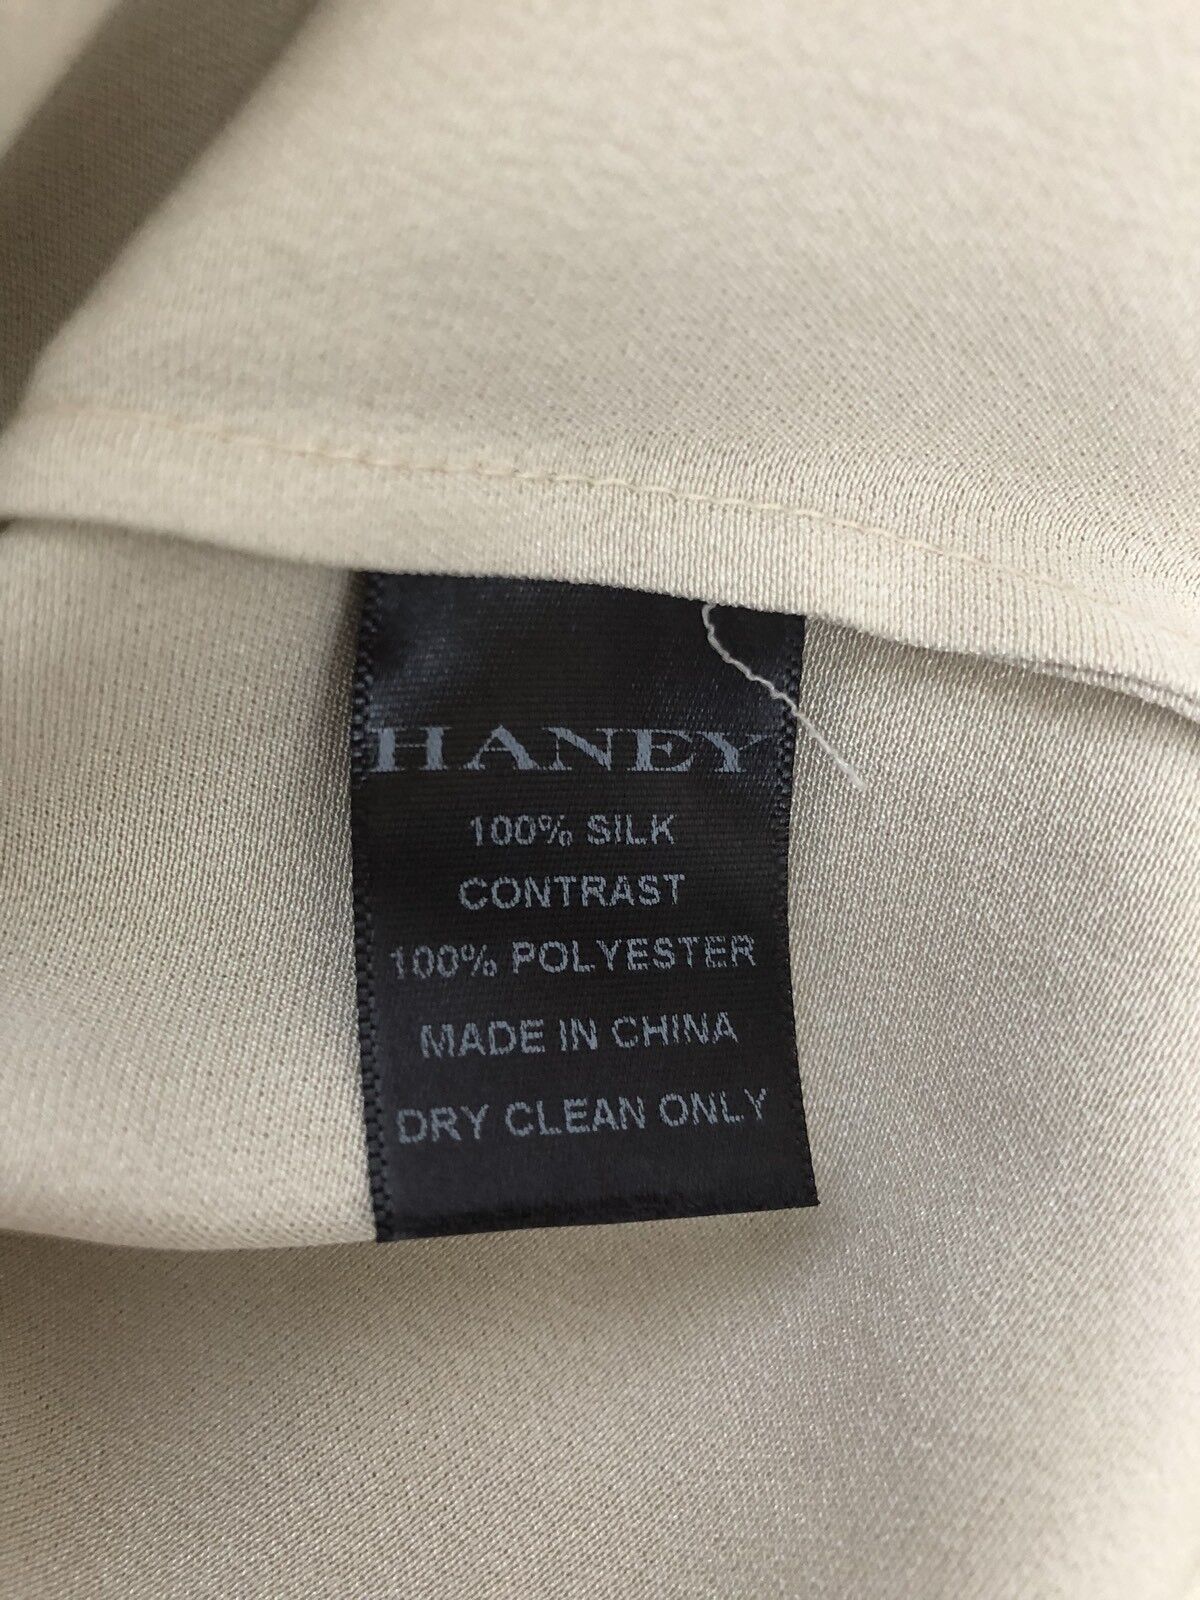 HANEY
100% SILK
CONTRAST
100% POLYESTER
MADE IN CHINA
DRY CLEAN ONLY